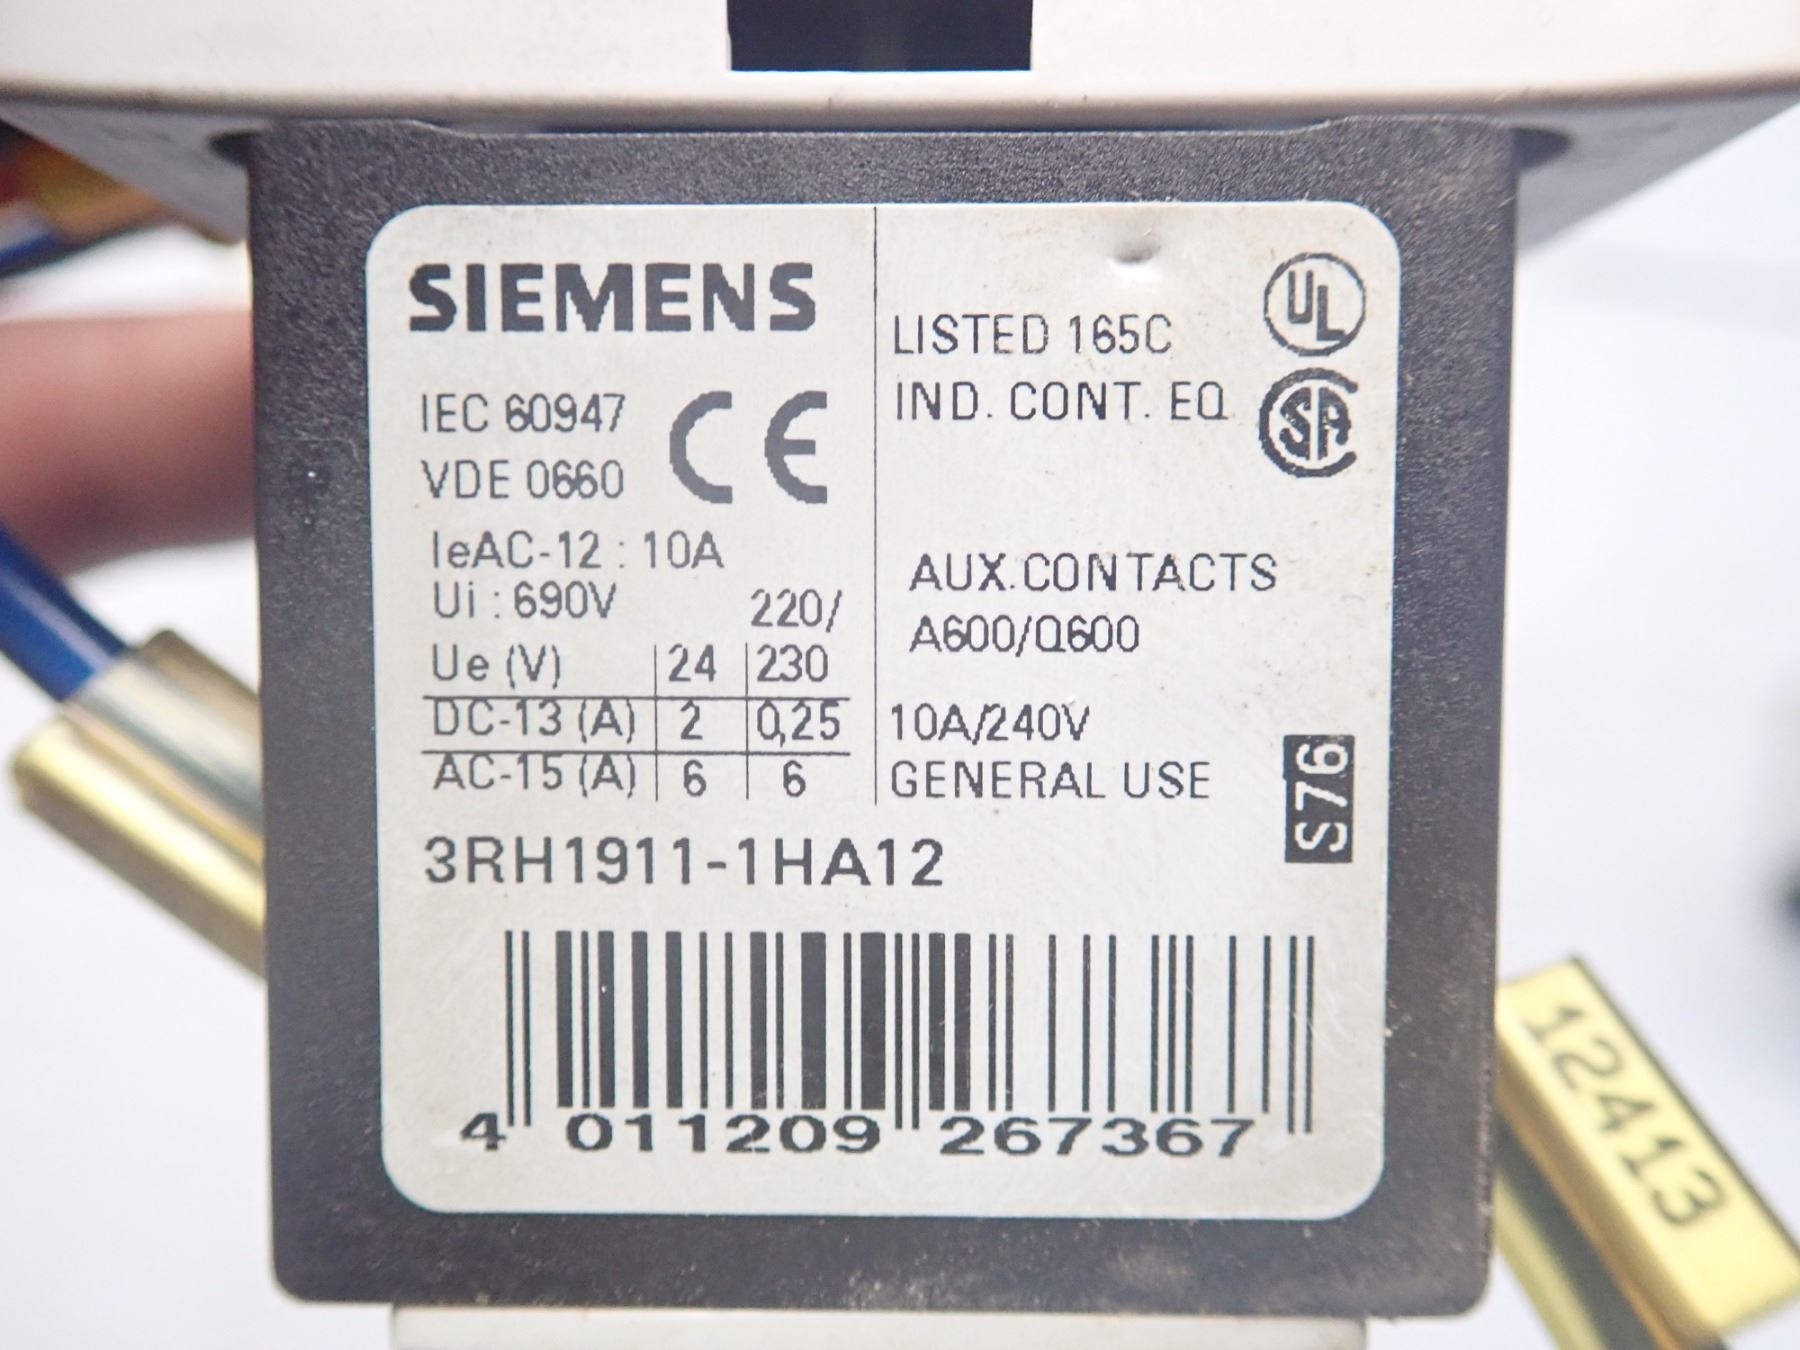 SIEMENS
IEC 60947
VDE 0660
CE
IeAC-12 : 10A
Ui : 690V
220/
Ue (V) 24 230
DC-13 (A) 2 0,25
AC-15 (A) 6 6
LISTED 165C
UL
IND. CONT. EQ
SA
AUX.CONTACTS
A600/Q600
10A/240V
GENERAL USE
S76
3RH1911-1HA12
4 011209 267367
12413